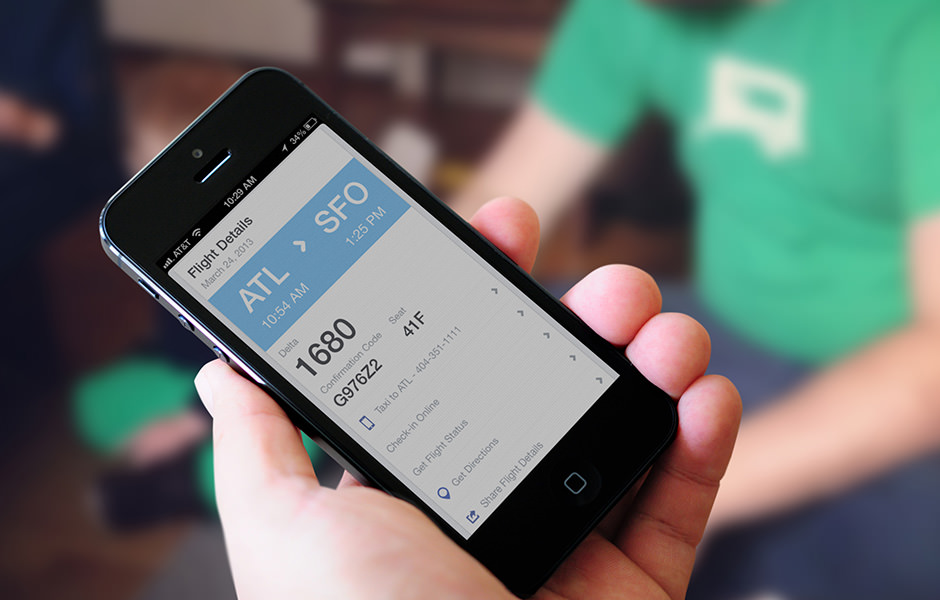 AT&T 10:29 AM 34%
Flight Details
March 24, 2013
ATL > SFO
10:54 AM 1:25 PM
Delta
1680
Confirmation Code Seat
G976Z2 41F
Taxi to ATL - 404-351-1111
Check-in Online
Get Flight Status
Get Directions
Share Flight Details